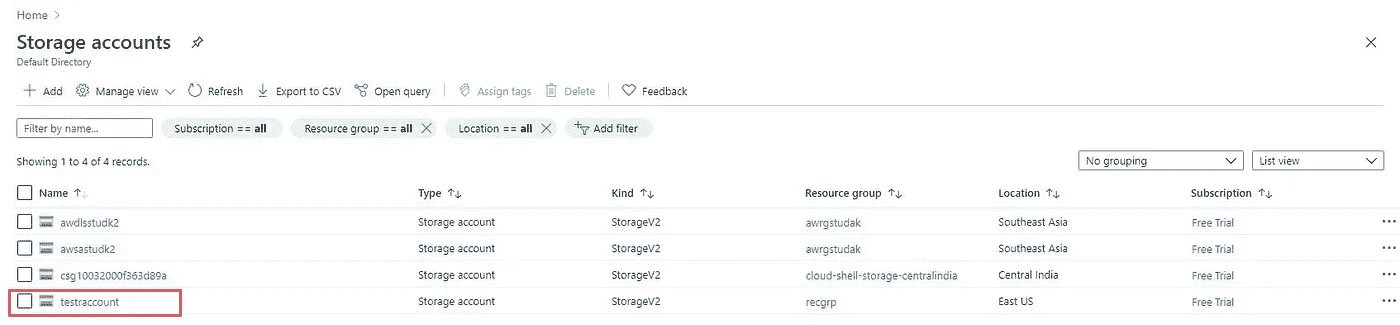 Home >
Storage accounts
Default Directory
Add Manage view Refresh Export to CSV Open query Assign tags Delete Feedback
Filter by name... Subscription == all Resource group == all Location == all Add filter
Showing 1 to 4 of 4 records. No grouping List view
Name Type Kind Resource group Location Subscription
awdlsstudk2 Storage account StorageV2 awrgstudak Southeast Asia Free Trial
awsastudk2 Storage account StorageV2 awrgstudak Southeast Asia Free Trial
csg10032000f363d89a Storage account StorageV2 cloud-shell-storage-centralindia Central India Free Trial
testraccount Storage account StorageV2 recgrp East US Free Trial